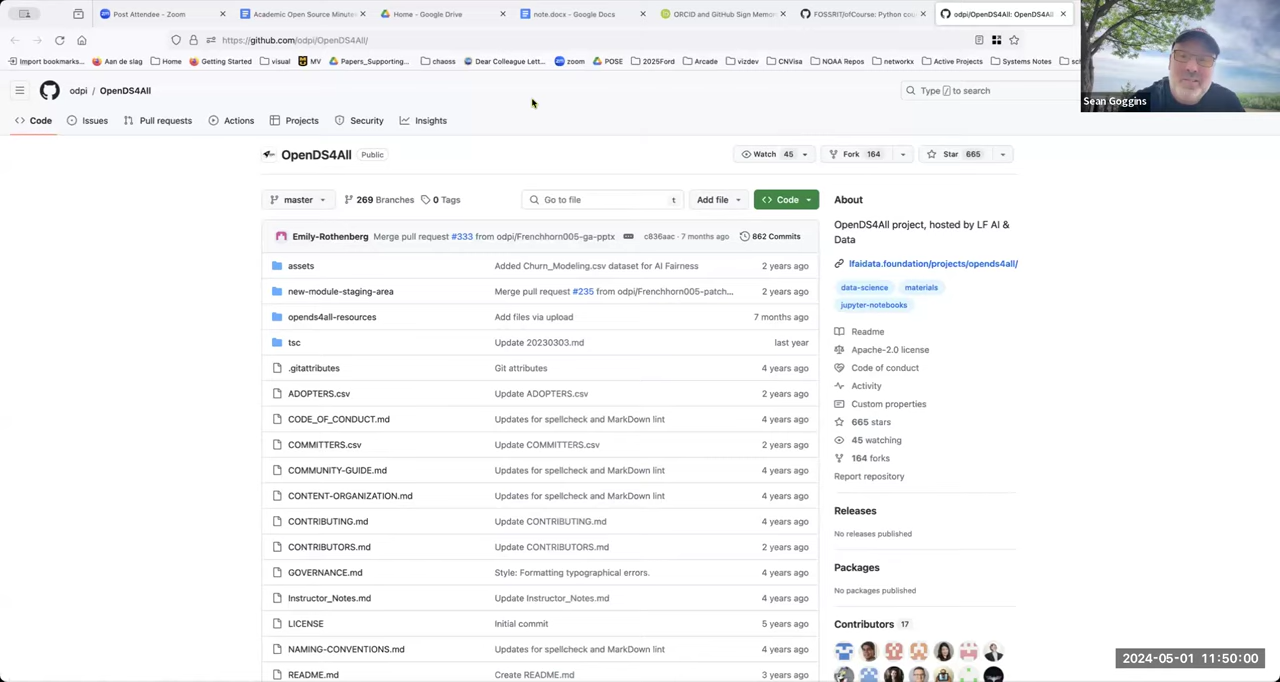 Post Attendee - Zoom
Academic Open Source Minute
Home - Google Drive
note.docx - Google Docs
ORCID and GitHub Sign Memo
FOSSRIT/ofCourse: Python cou
odpi/OpenDS4All: OpenDS4Al
https://github.com/odpi/OpenDS4All/
Import bookmarks... Aan de slag Home Getting Started visual MV Papers_Supporting... chaoss Dear Colleague Lett... zoom POSE 2025Ford Arcade vizdev CNVisa NOAA Repos networkx Active Projects Systems Notes
Sean Goggins
odpi / OpenDS4All
Type / to search
Code Issues Pull requests Actions Projects Security Insights
OpenDS4All Public
Watch 45 Fork 164 Star 665
master 269 Branches 0 Tags
Go to file t
Add file
Code
Emily-Rothenberg Merge pull request #333 from odpi/Frenchhorn005-ga-pptx c836aac · 7 months ago 862 Commits
assets Added Churn_Modeling.csv dataset for AI Fairness 2 years ago
new-module-staging-area Merge pull request #235 from odpi/Frenchhorn005-patch... 2 years ago
opends4all-resources Add files via upload 7 months ago
tsc Update 20230303.md last year
.gitattributes Git attributes 4 years ago
ADOPTERS.csv Update ADOPTERS.csv 2 years ago
CODE_OF_CONDUCT.md Updates for spellcheck and MarkDown lint 4 years ago
COMMITTERS.csv Update COMMITTERS.csv 2 years ago
COMMUNITY-GUIDE.md Updates for spellcheck and MarkDown lint 4 years ago
CONTENT-ORGANIZATION.md Updates for spellcheck and MarkDown lint 4 years ago
CONTRIBUTING.md Update CONTRIBUTING.md 4 years ago
CONTRIBUTORS.md Update CONTRIBUTORS.md 2 years ago
GOVERNANCE.md Style: Formatting typographical errors. 4 years ago
Instructor_Notes.md Update Instructor_Notes.md 4 years ago
LICENSE Initial commit 5 years ago
NAMING-CONVENTIONS.md Updates for spellcheck and MarkDown lint 4 years ago
README.md Create README.md 3 years ago
About
OpenDS4All project, hosted by LF AI &
Data
lfaidata.foundation/projects/opends4all/
data-science materials
jupyter-notebooks
Readme
Apache-2.0 license
Code of conduct
Activity
Custom properties
665 stars
45 watching
164 forks
Report repository
Releases
No releases published
Packages
No packages published
Contributors 17
2024-05-01 11:50:00